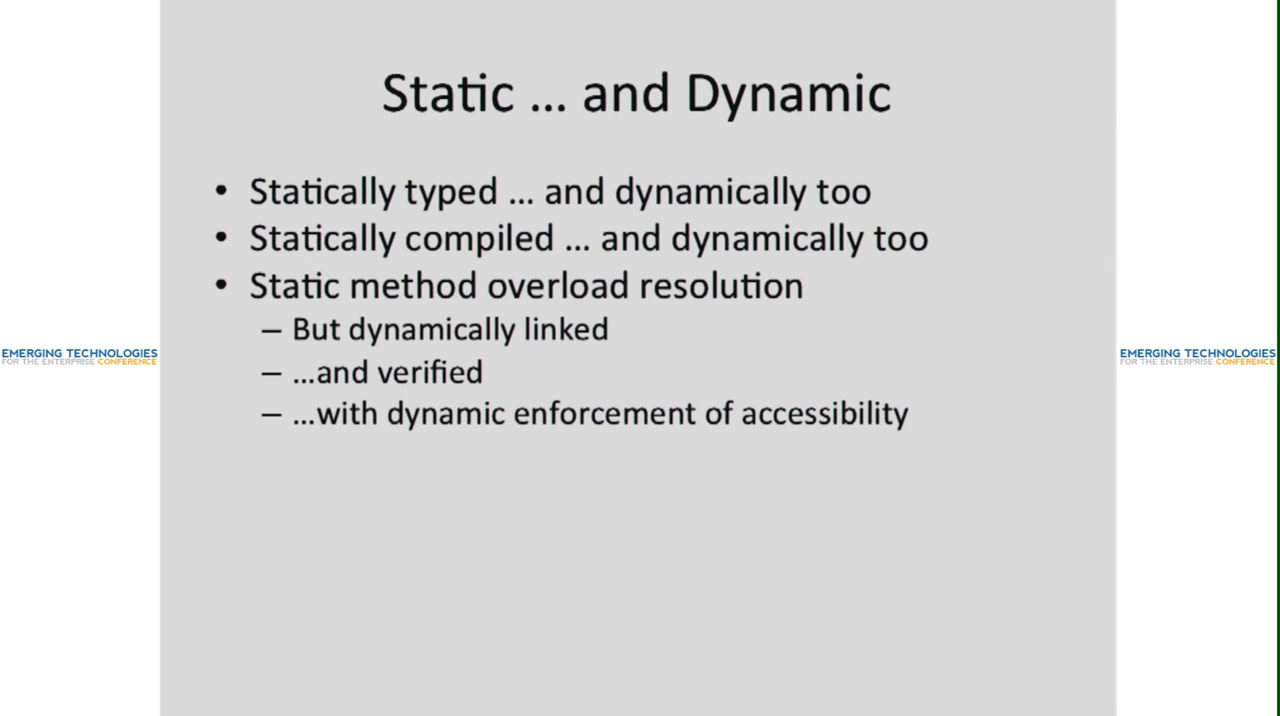 Static ... and Dynamic
• Statically typed ... and dynamically too
• Statically compiled ... and dynamically too
• Static method overload resolution
– But dynamically linked
– ...and verified
– ...with dynamic enforcement of accessibility
EMERGING TECHNOLOGIES
FOR THE ENTERPRISE CONFERENCE
EMERGING TECHNOLOGIES
FOR THE ENTERPRISE CONFERENCE